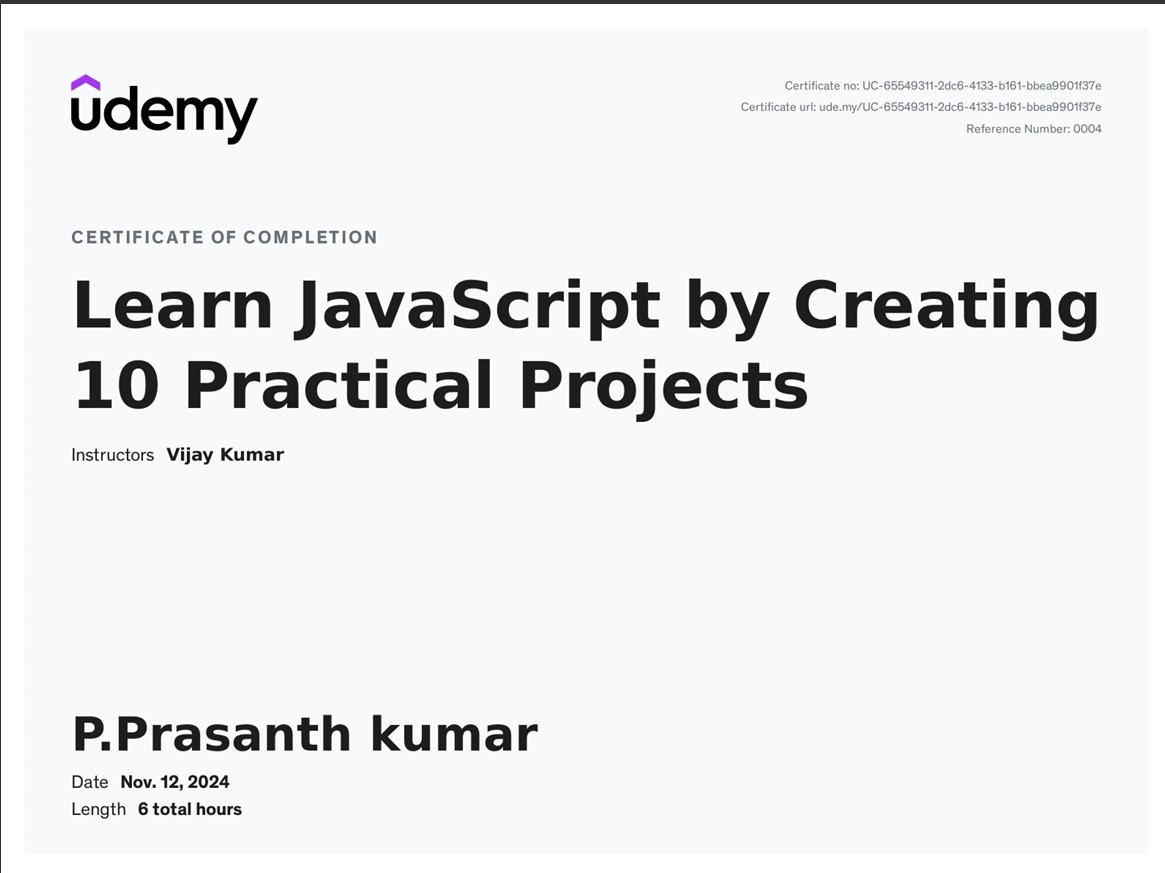 udemy
Certificate no: UC-65549311-2dc6-4133-b161-bbea9901f37e
Certificate url: ude.my/UC-65549311-2dc6-4133-b161-bbea9901f37e
Reference Number: 0004
CERTIFICATE OF COMPLETION
Learn JavaScript by Creating
10 Practical Projects
Instructors Vijay Kumar
P.Prasanth kumar
Date Nov. 12, 2024
Length 6 total hours